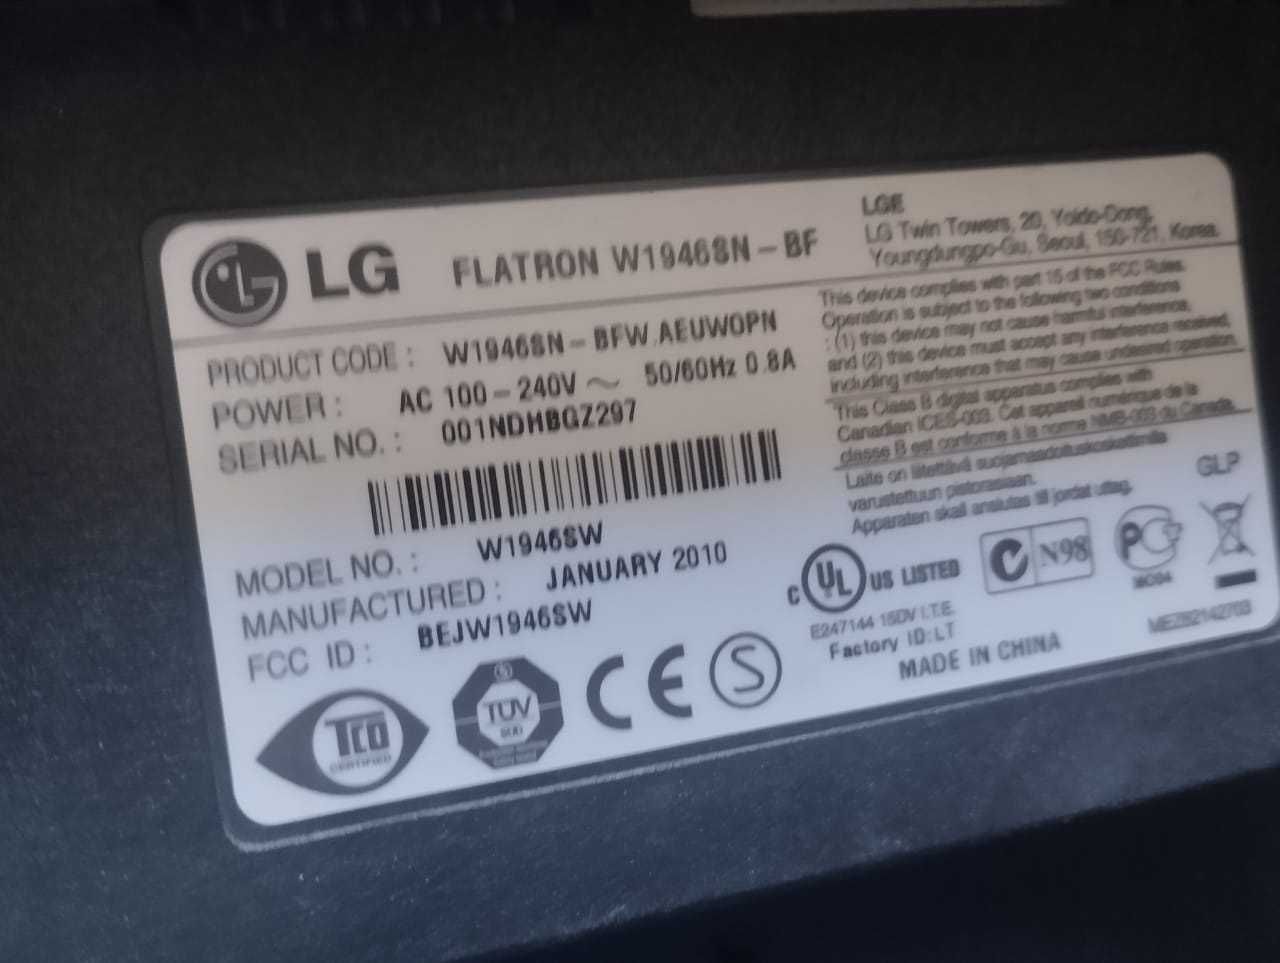 LG FLATRON W1946SN-BF
LGE
LG Twin Towers, 20, Yoido-Dong,
Youngdungpo-Gu, Seoul, 150-721, Korea
PRODUCT CODE : W1946SN-BFW.AEUWOPN
POWER : AC 100-240V ~ 50/60Hz 0.8A
SERIAL NO. : 001NDHBGZ297
MODEL NO. : W1946SW
MANUFACTURED : JANUARY 2010
FCC ID : BEJW1946SW
This device complies with part 15 of the FCC Rules.
Operation is subject to the following two conditions
: (1) this device may not cause harmful interference,
and (2) this device must accept any interference received,
including interference that may cause undesired operation.
This Class B digital apparatus complies with
Canadian ICES-003. Cet appareil numérique de la
classe B est conforme à la norme NMB-003 du Canada.
Laite on liitettävä suojamaadoituskoskettimilla
varustettuun pistorasiaan.
Apparaten skall anslutas till jordat uttag.
GLP
C UL US LISTED
N98
PC
E247144 15DV I.T.E.
Factory ID:LT
MADE IN CHINA
TCO
CERTIFIED
TÜV
SÜD
CE
S